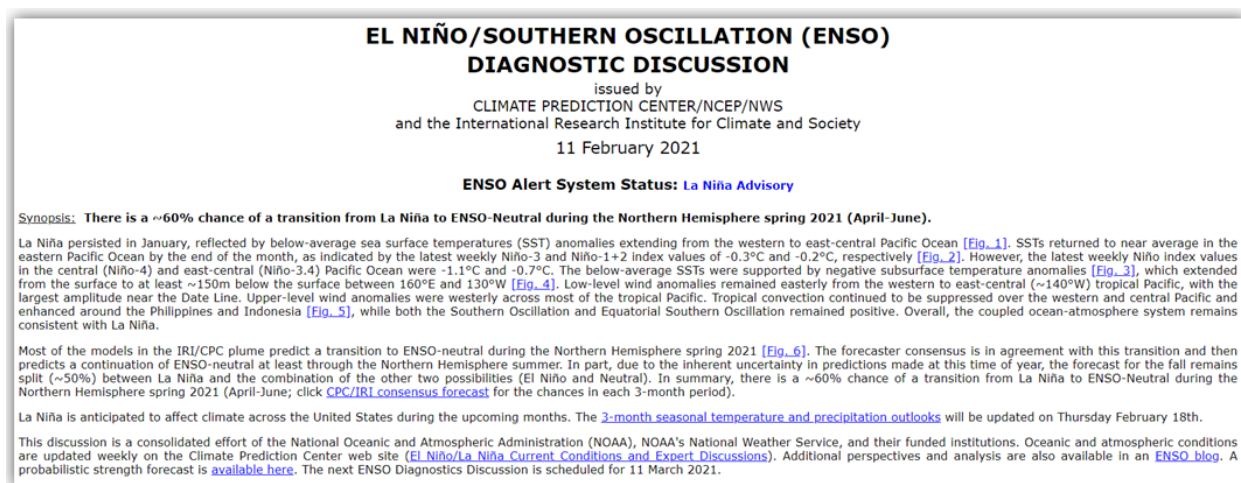 EL NIÑO/SOUTHERN OSCILLATION (ENSO)
DIAGNOSTIC DISCUSSION
issued by
CLIMATE PREDICTION CENTER/NCEP/NWS
and the International Research Institute for Climate and Society
11 February 2021
ENSO Alert System Status: La Niña Advisory
Synopsis: There is a ~60% chance of a transition from La Niña to ENSO-Neutral during the Northern Hemisphere spring 2021 (April-June).
La Niña persisted in January, reflected by below-average sea surface temperatures (SST) anomalies extending from the western to east-central Pacific Ocean [Fig. 1]. SSTs returned to near average in the
eastern Pacific Ocean by the end of the month, as indicated by the latest weekly Niño-3 and Niño-1+2 index values of -0.3°C and -0.2°C, respectively [Fig. 2]. However, the latest weekly Niño index values
in the central (Niño-4) and east-central (Niño-3.4) Pacific Ocean were -1.1°C and -0.7°C. The below-average SSTs were supported by negative subsurface temperature anomalies [Fig. 3], which extended
from the surface to at least ~150m below the surface between 160°E and 130°W [Fig. 4]. Low-level wind anomalies remained easterly from the western to east-central (~140°W) tropical Pacific, with the
largest amplitude near the Date Line. Upper-level wind anomalies were westerly across most of the tropical Pacific. Tropical convection continued to be suppressed over the western and central Pacific and
enhanced around the Philippines and Indonesia [Fig. 5], while both the Southern Oscillation and Equatorial Southern Oscillation remained positive. Overall, the coupled ocean-atmosphere system remains
consistent with La Niña.
Most of the models in the IRI/CPC plume predict a transition to ENSO-neutral during the Northern Hemisphere spring 2021 [Fig. 6]. The forecaster consensus is in agreement with this transition and then
predicts a continuation of ENSO-neutral at least through the Northern Hemisphere summer. In part, due to the inherent uncertainty in predictions made at this time of year, the forecast for the fall remains
split (~50%) between La Niña and the combination of the other two possibilities (El Niño and Neutral). In summary, there is a ~60% chance of a transition from La Niña to ENSO-Neutral during the
Northern Hemisphere spring 2021 (April-June; click CPC/IRI consensus forecast for the chances in each 3-month period).
La Niña is anticipated to affect climate across the United States during the upcoming months. The 3-month seasonal temperature and precipitation outlooks will be updated on Thursday February 18th.
This discussion is a consolidated effort of the National Oceanic and Atmospheric Administration (NOAA), NOAA's National Weather Service, and their funded institutions. Oceanic and atmospheric conditions
are updated weekly on the Climate Prediction Center web site (El Niño/La Niña Current Conditions and Expert Discussions). Additional perspectives and analysis are also available in an ENSO blog. A
probabilistic strength forecast is available here. The next ENSO Diagnostics Discussion is scheduled for 11 March 2021.